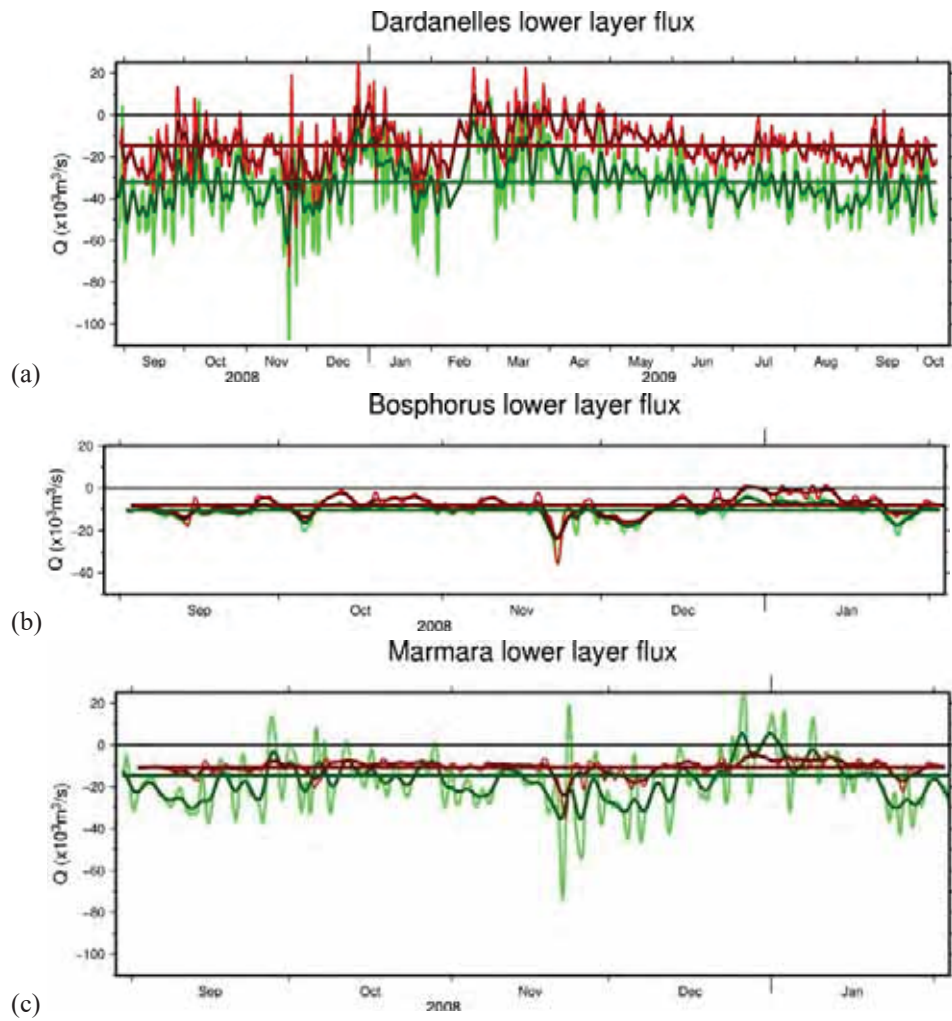 Dardanelles lower layer flux
20
0
−20
−40
−60
−80
−100
Q (x10³m³/s)
Sep Oct Nov Dec Jan Feb Mar Apr May Jun Jul Aug Sep Oct
2008 2009
(a)
Bosphorus lower layer flux
20
0
−20
−40
Q (x10³m³/s)
Sep Oct Nov Dec Jan
2008
(b)
Marmara lower layer flux
20
0
−20
−40
−60
−80
−100
Q (x10³m³/s)
Sep Oct Nov Dec Jan
2008
(c)